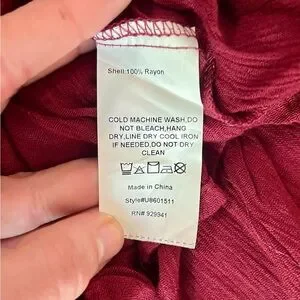 Shell:100% Rayon
COLD MACHINE WASH,DO
NOT BLEACH,HANG
DRY,LINE DRY COOL IRON
IF NEEDED,DO NOT DRY
CLEAN
Made in China
Style#U8601511
RN# 929941